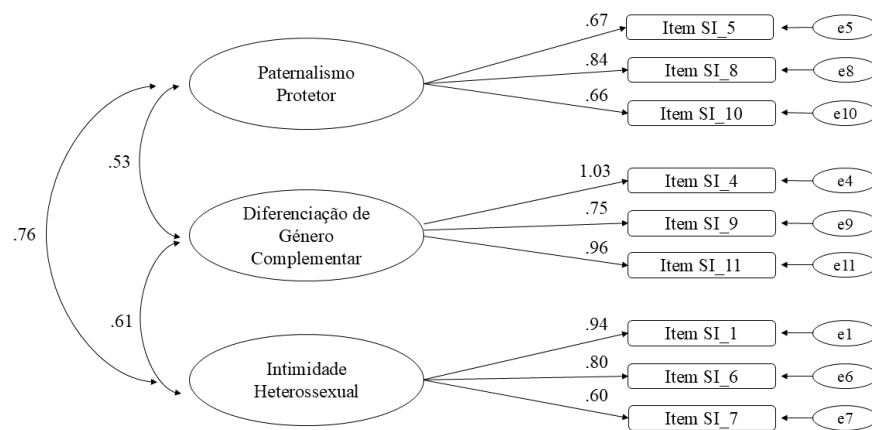 .67
Item SI_5
e5
Paternalismo
Protetor
.84
Item SI_8
e8
.66
Item SI_10
e10
.53
1.03
Item SI_4
e4
.76
Diferenciação de
Género
Complementar
.75
Item SI_9
e9
.96
Item SI_11
e11
.61
.94
Item SI_1
e1
Intimidade
Heterossexual
.80
Item SI_6
e6
.60
Item SI_7
e7